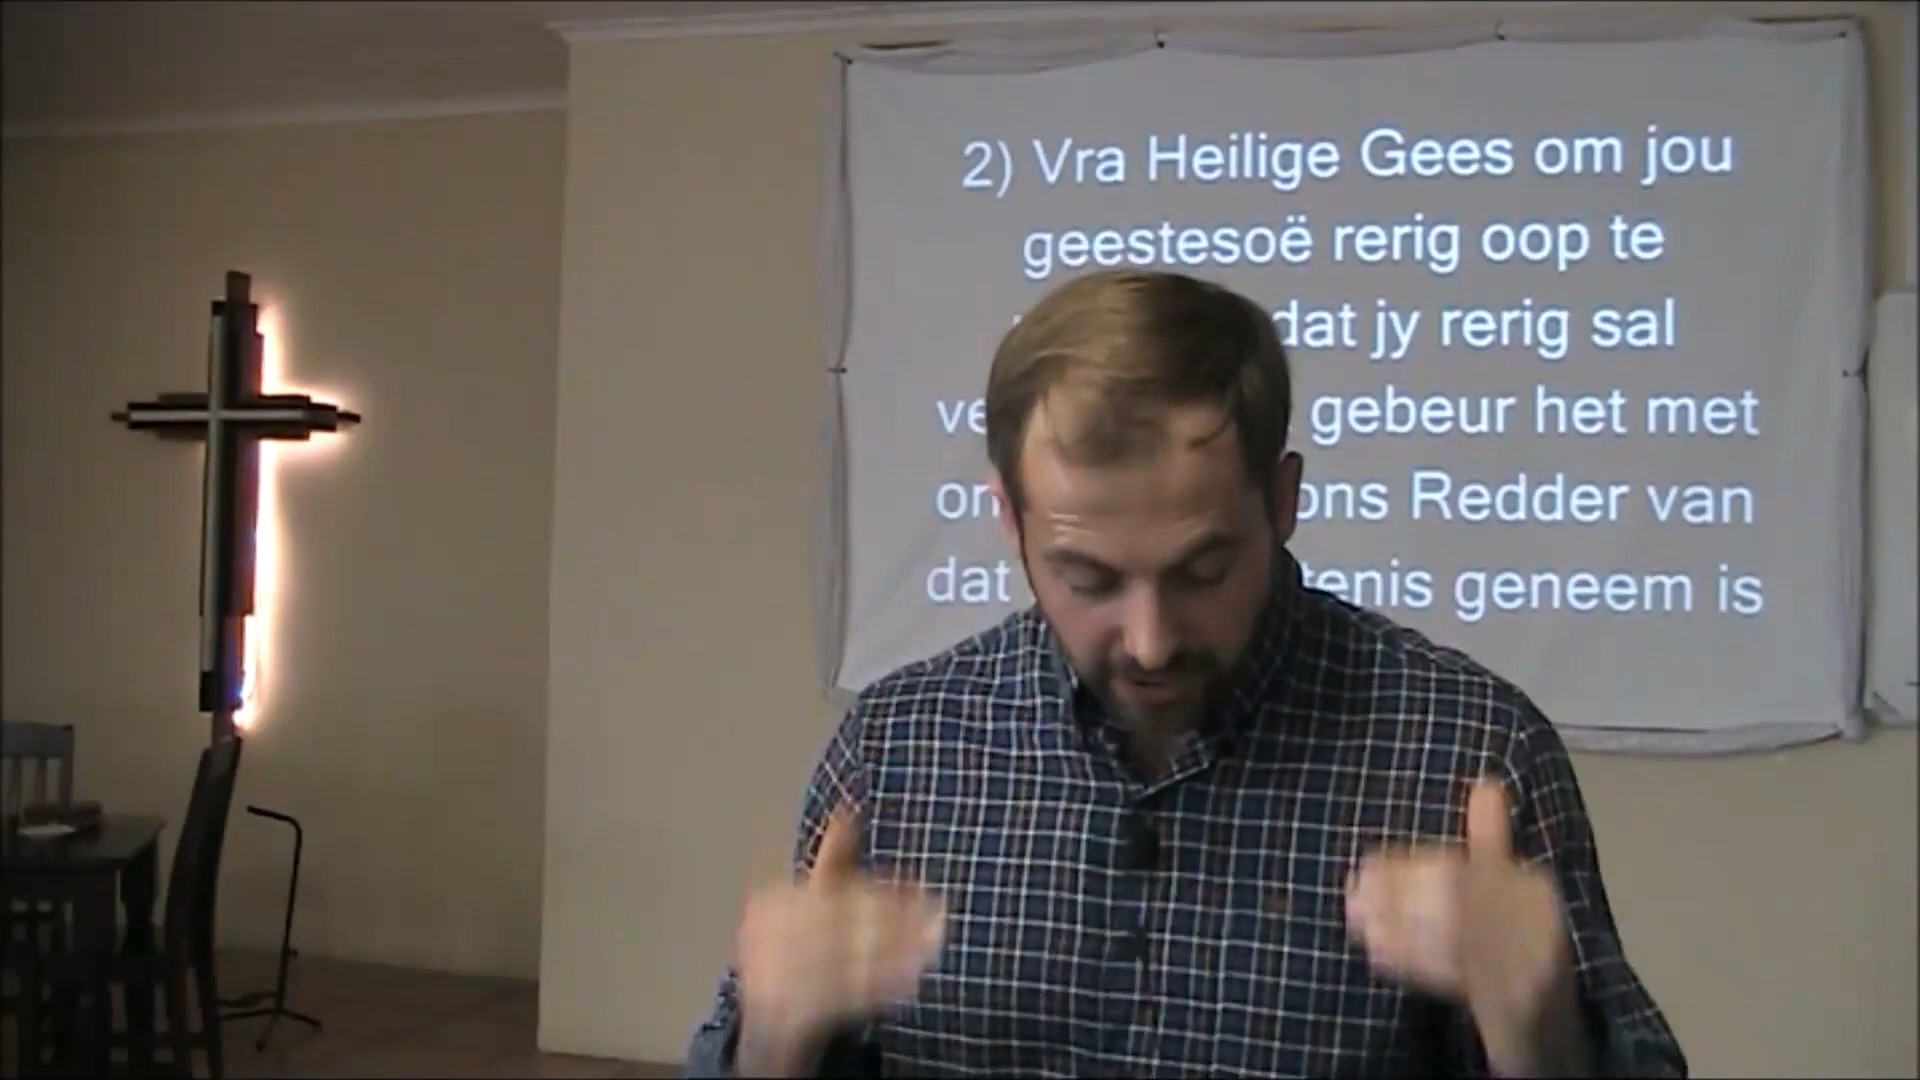 2) Vra Heilige Gees om jou
geestesoë rerig oop te
dat jy rerig sal
gebeur het met
ons Redder van
dat geneem is